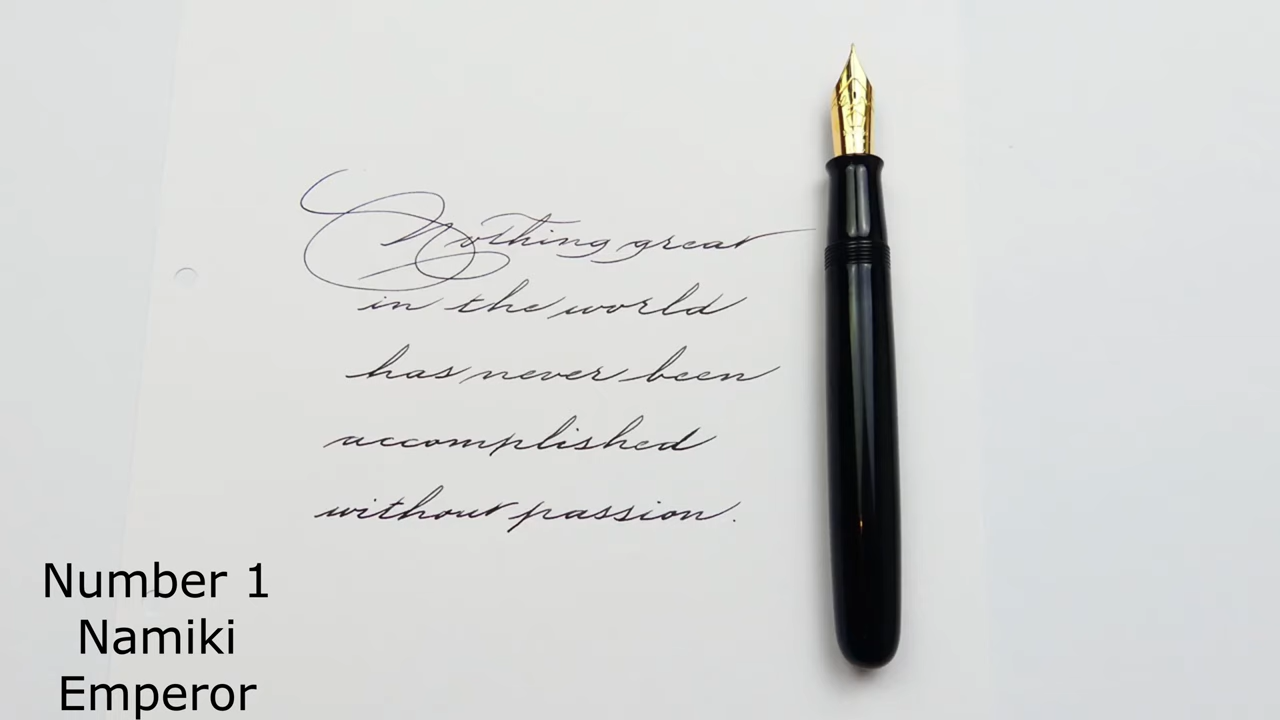 Nothing great
in the world
has never been
accomplished
without passion.
Number 1
Namiki
Emperor